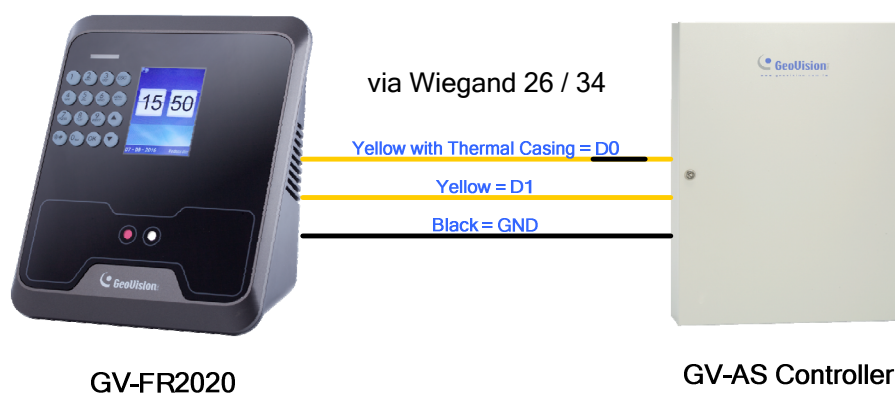 via Wiegand 26 / 34
Yellow with Thermal Casing = D0
Yellow = D1
Black = GND
15 50
GeoVision
GeoVision
GV-FR2020
GV-AS Controller